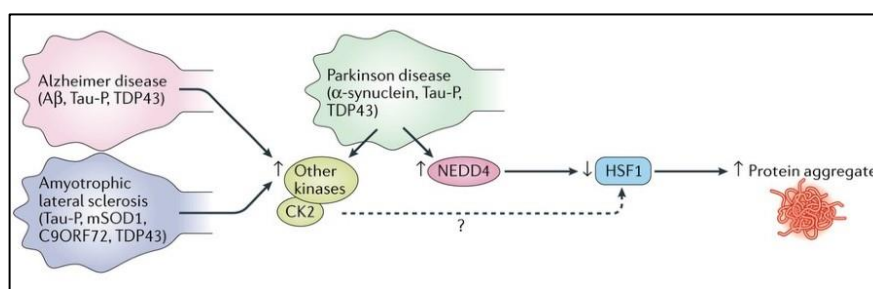 Alzheimer disease
(Aβ, Tau-P, TDP43)
Parkinson disease
(α-synuclein, Tau-P,
TDP43)
↑
Other
kinases
CK2
↑ NEDD4
↓ HSF1
↑ Protein aggregate
Amyotrophic
lateral sclerosis
(Tau-P, mSOD1,
C9ORF72, TDP43)
?